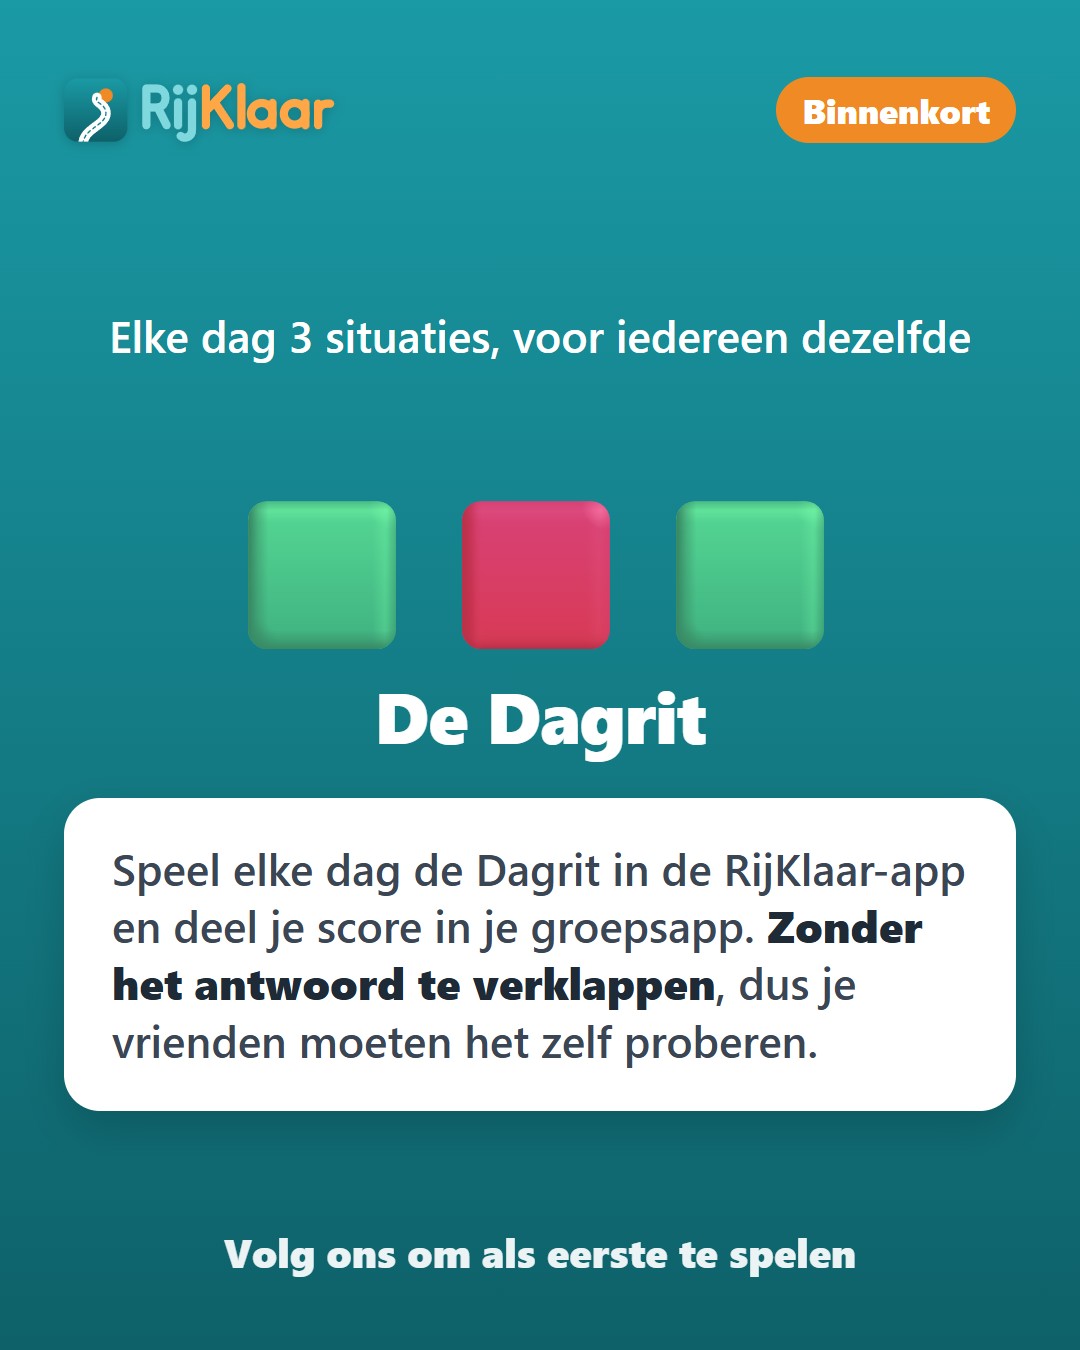 RijKlaar
Binnenkort
Elke dag 3 situaties, voor iedereen dezelfde
De Dagrit
Speel elke dag de Dagrit in de RijKlaar-app
en deel je score in je groepsapp. Zonder
het antwoord te verklappen, dus je
vrienden moeten het zelf proberen.
Volg ons om als eerste te spelen